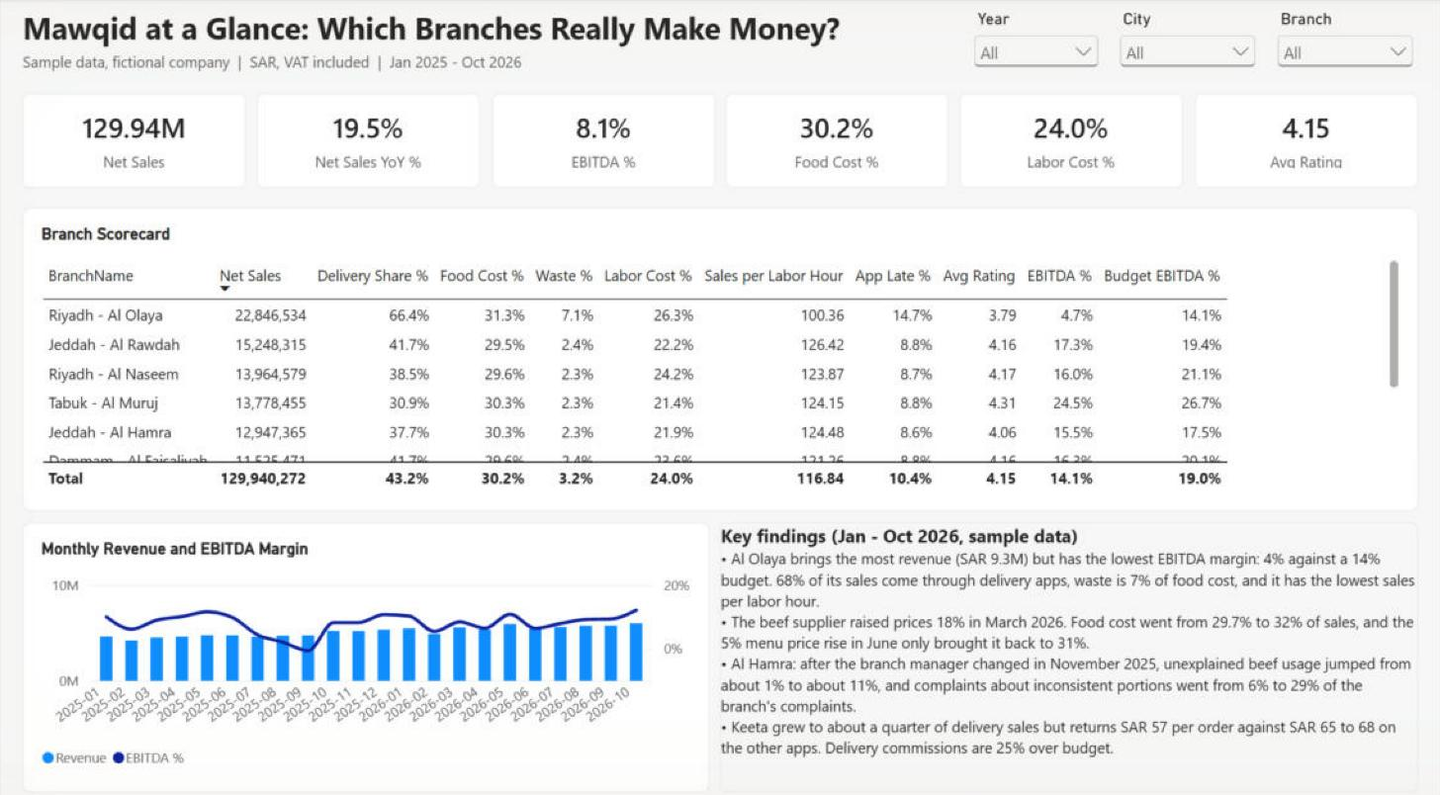 Mawqid at a Glance: Which Branches Really Make Money?
Sample data, fictional company | SAR, VAT included | Jan 2025 - Oct 2026
Year City Branch
All All All
129.94M 19.5% 8.1% 30.2% 24.0% 4.15
Net Sales Net Sales YoY % EBITDA % Food Cost % Labor Cost % Avg Rating
Branch Scorecard
BranchName Net Sales Delivery Share % Food Cost % Waste % Labor Cost % Sales per Labor Hour App Late % Avg Rating EBITDA % Budget EBITDA %
Riyadh - Al Olaya 22,846,534 66.4% 31.3% 7.1% 26.3% 100.36 14.7% 3.79 4.7% 14.1%
Jeddah - Al Rawdah 15,248,315 41.7% 29.5% 2.4% 22.2% 126.42 8.8% 4.16 17.3% 19.4%
Riyadh - Al Naseem 13,964,579 38.5% 29.6% 2.3% 24.2% 123.87 8.7% 4.17 16.0% 21.1%
Tabuk - Al Muruj 13,778,455 30.9% 30.3% 2.3% 21.4% 124.15 8.8% 4.31 24.5% 26.7%
Jeddah - Al Hamra 12,947,365 37.7% 30.3% 2.3% 21.9% 124.48 8.6% 4.06 15.5% 17.5%
Dammam - Al Faisaliyah
Total 129,940,272 43.2% 30.2% 3.2% 24.0% 116.84 10.4% 4.15 14.1% 19.0%
Monthly Revenue and EBITDA Margin
10M 20%
0%
0M
2025-01 2025-02 2025-03 2025-04 2025-05 2025-06 2025-07 2025-08 2025-09 2025-10 2025-11 2025-12 2026-01 2026-02 2026-03 2026-04 2026-05 2026-06 2026-07 2026-08 2026-09 2026-10
Revenue EBITDA %
Key findings (Jan - Oct 2026, sample data)
• Al Olaya brings the most revenue (SAR 9.3M) but has the lowest EBITDA margin: 4% against a 14%
budget. 68% of its sales come through delivery apps, waste is 7% of food cost, and it has the lowest sales
per labor hour.
• The beef supplier raised prices 18% in March 2026. Food cost went from 29.7% to 32% of sales, and the
5% menu price rise in June only brought it back to 31%.
• Al Hamra: after the branch manager changed in November 2025, unexplained beef usage jumped from
about 1% to about 11%, and complaints about inconsistent portions went from 6% to 29% of the
branch's complaints.
• Keeta grew to about a quarter of delivery sales but returns SAR 57 per order against SAR 65 to 68 on
the other apps. Delivery commissions are 25% over budget.